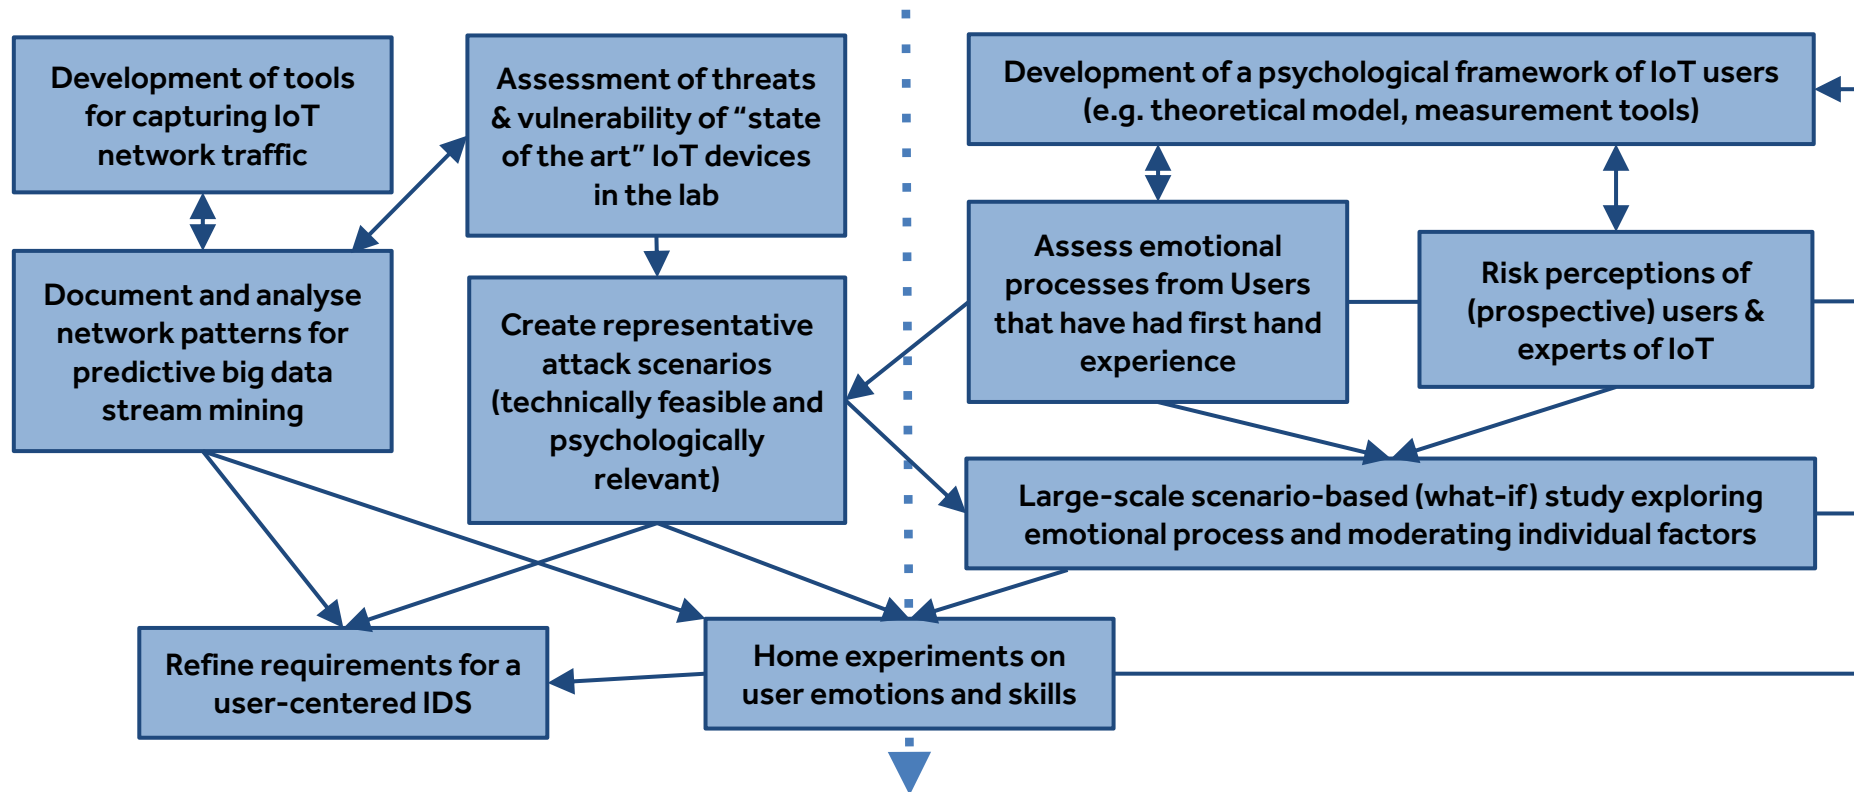 Development of tools
for capturing IoT
network traffic
Assessment of threats
& vulnerability of “state
of the art” IoT devices
in the lab
Development of a psychological framework of IoT users
(e.g. theoretical model, measurement tools)
Document and analyse
network patterns for
predictive big data
stream mining
Create representative
attack scenarios
(technically feasible and
psychologically
relevant)
Assess emotional
processes from Users
that have had first hand
experience
Risk perceptions of
(prospective) users &
experts of IoT
Large-scale scenario-based (what-if) study exploring
emotional process and moderating individual factors
Refine requirements for a
user-centered IDS
Home experiments on
user emotions and skills